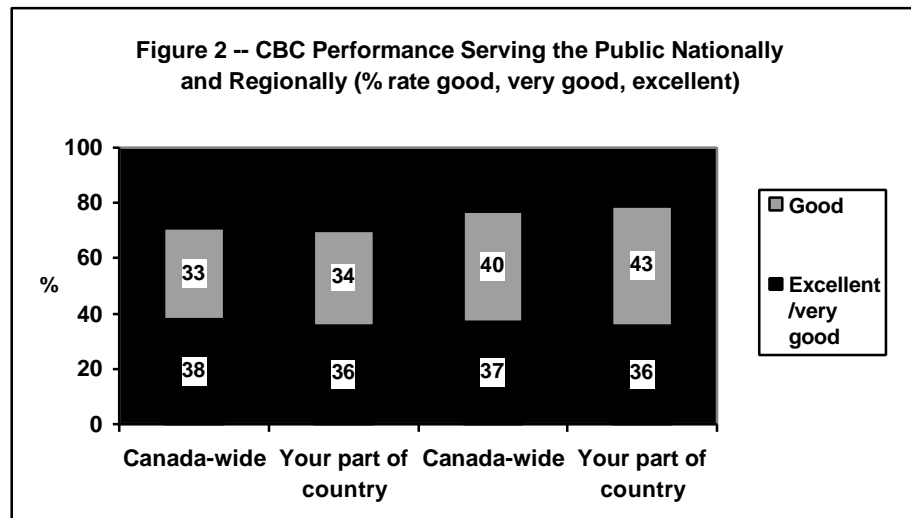 Figure 2 -- CBC Performance Serving the Public Nationally
and Regionally (% rate good, very good, excellent)
100
80
60
40
20
0
%
33
34
40
43
38
36
37
36
Canada-wide
Your part of
country
Canada-wide
Your part of
country
Good
Excellent
/very
good